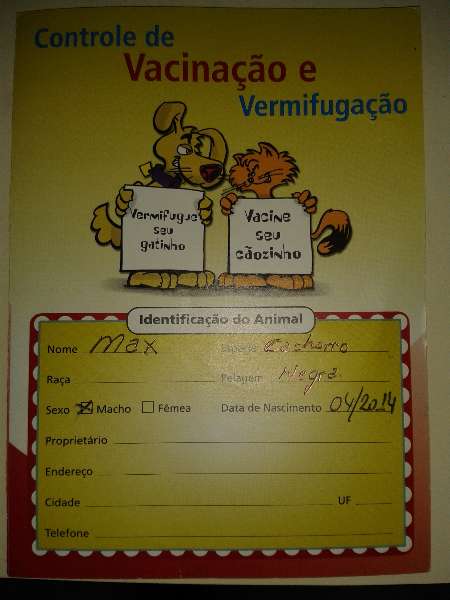 Controle de
Vacinação e
Vermifugação
Vermifugue
seu
gatinho
Vacine
seu
cãozinho
Identificação do Animal
Nome Max Espécie Cachorro
Raça Pelagem Negra
Sexo ☒ Macho ☐ Fêmea Data de Nascimento 04/2014
Proprietário
Endereço
Cidade UF
Telefone